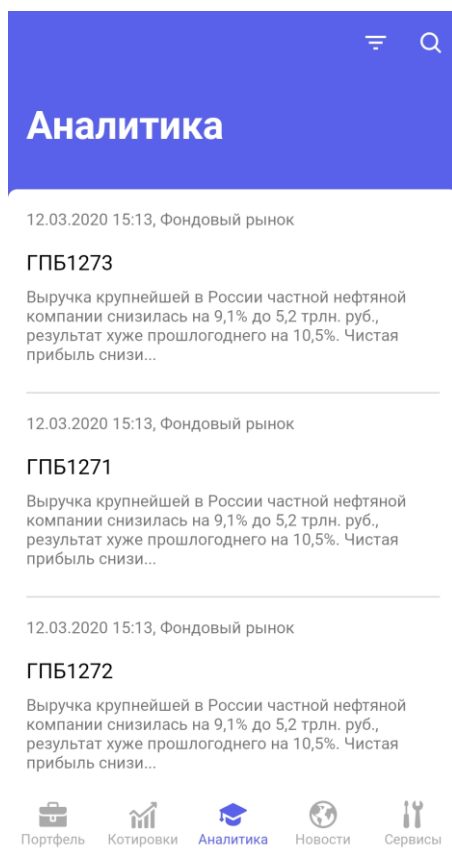 Аналитика
12.03.2020 15:13, Фондовый рынок
ГПБ1273
Выручка крупнейшей в России частной нефтяной
компании снизилась на 9,1% до 5,2 трлн. руб.,
результат хуже прошлогоднего на 10,5%. Чистая
прибыль снизи...
12.03.2020 15:13, Фондовый рынок
ГПБ1271
Выручка крупнейшей в России частной нефтяной
компании снизилась на 9,1% до 5,2 трлн. руб.,
результат хуже прошлогоднего на 10,5%. Чистая
прибыль снизи...
12.03.2020 15:13, Фондовый рынок
ГПБ1272
Выручка крупнейшей в России частной нефтяной
компании снизилась на 9,1% до 5,2 трлн. руб.,
результат хуже прошлогоднего на 10,5%. Чистая
прибыль снизи...
Портфель Котировки Аналитика Новости Сервисы